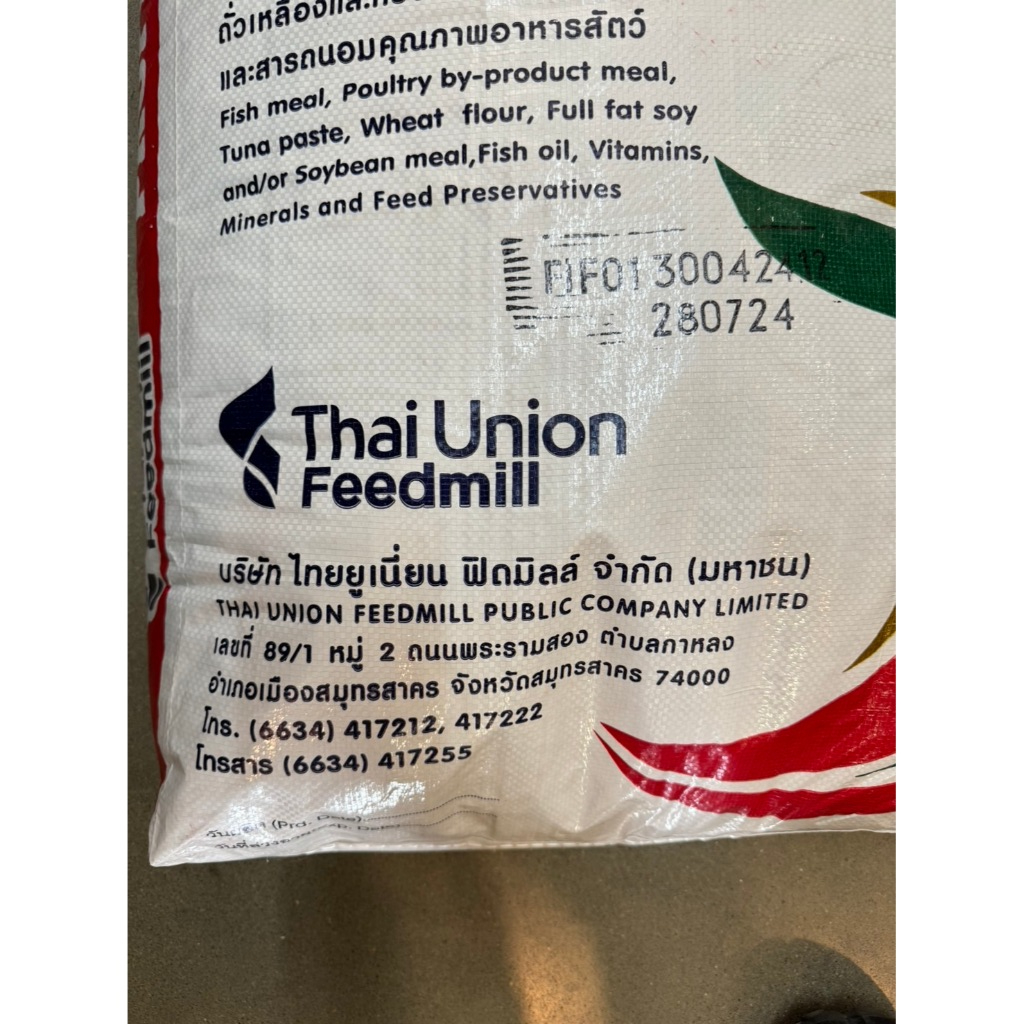 และสารถนอมคุณภาพอาหารสัตว์
Fish meal, Poultry by-product meal,
Tuna paste, Wheat flour, Full fat soy
and/or Soybean meal,Fish oil, Vitamins,
Minerals and Feed Preservatives
30042412
280724
Thai Union
Feedmill
บริษัท ไทยยูเนี่ยน ฟีดมิลล์ จำกัด (มหาชน)
THAI UNION FEEDMILL PUBLIC COMPANY LIMITED
เลขที่ 89/1 หมู่ 2 ถนนพระรามสอง ตำบลกาหลง
อำเภอเมืองสมุทรสาคร จังหวัดสมุทรสาคร 74000
โทร. (6634) 417212, 417222
โทรสาร (6634) 417255
(Prd. Date)
Feedmill